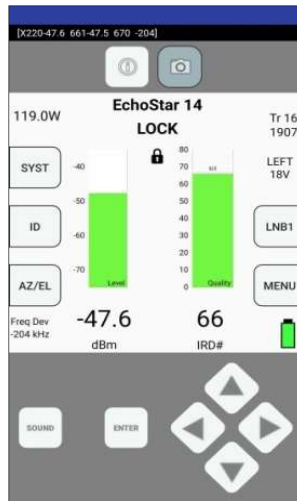 [X220-47.6 661-47.5 670 -204]
119.0W
EchoStar 14
LOCK
Tr 16
1907
LEFT
18V
SYST
ID
AZ/EL
LNB1
MENU
-40
-50
-60
-70
Level
80
70
60
50
40
30
20
10
0
Quality
Freq Dev
-204 kHz
-47.6
dBm
66
IRD#
SOUND
ENTER